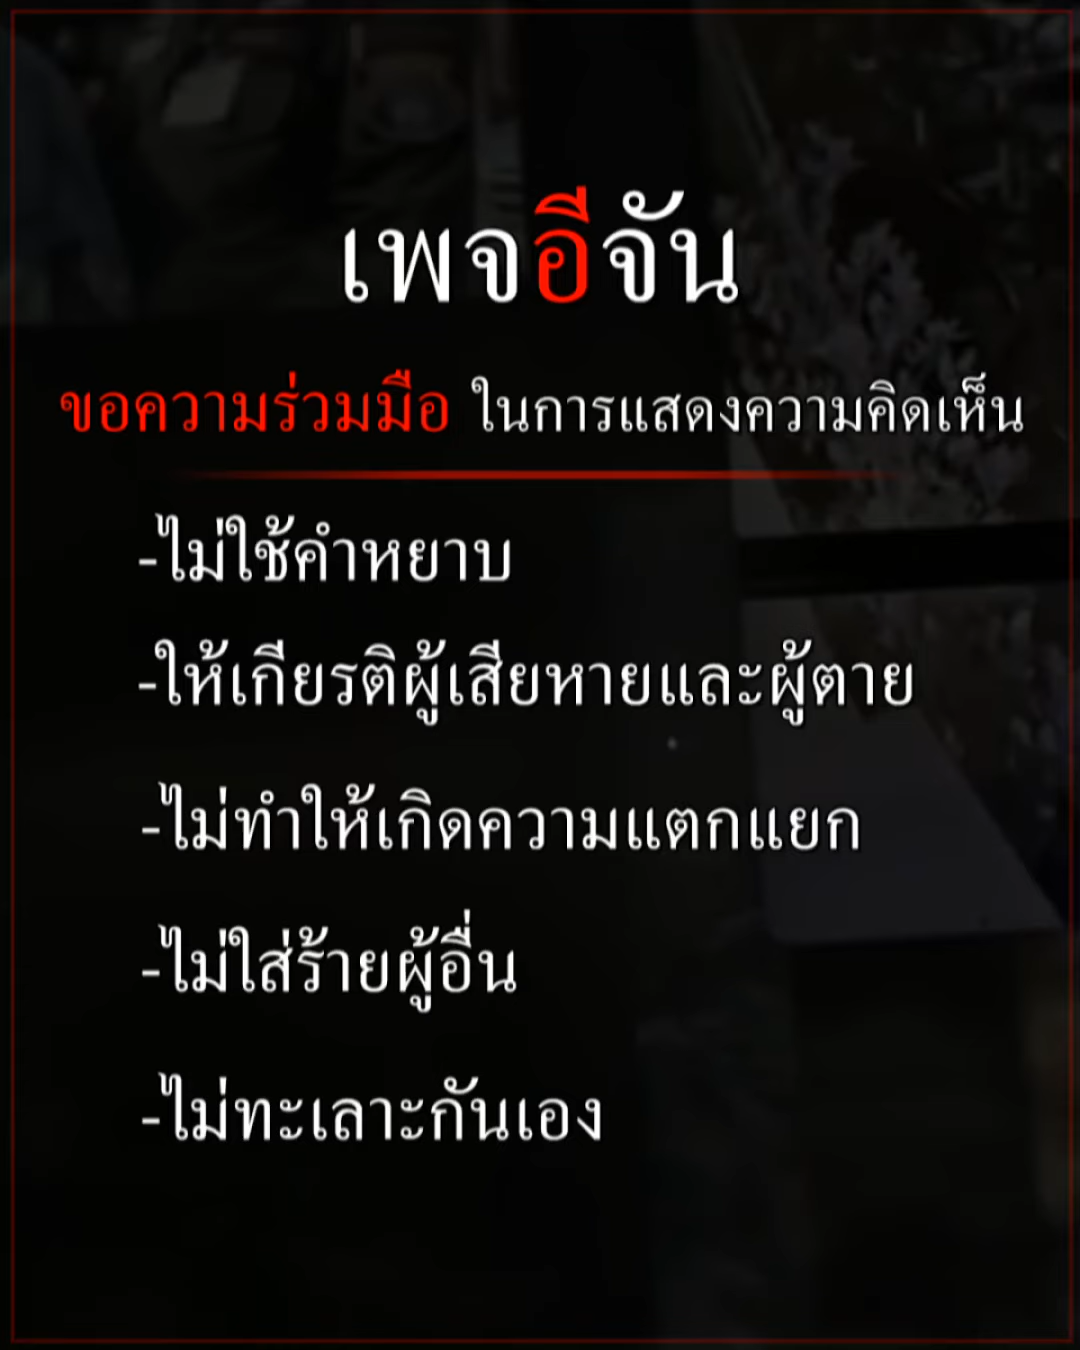 เพจอีจัน
ขอความร่วมมือ ในการแสดงความคิดเห็น
-ไม่ใช้คำหยาบ
-ให้เกียรติผู้เสียหายและผู้ตาย
-ไม่ทำให้เกิดความแตกแยก
-ไม่ใส่ร้ายผู้อื่น
-ไม่ทะเลาะกันเอง